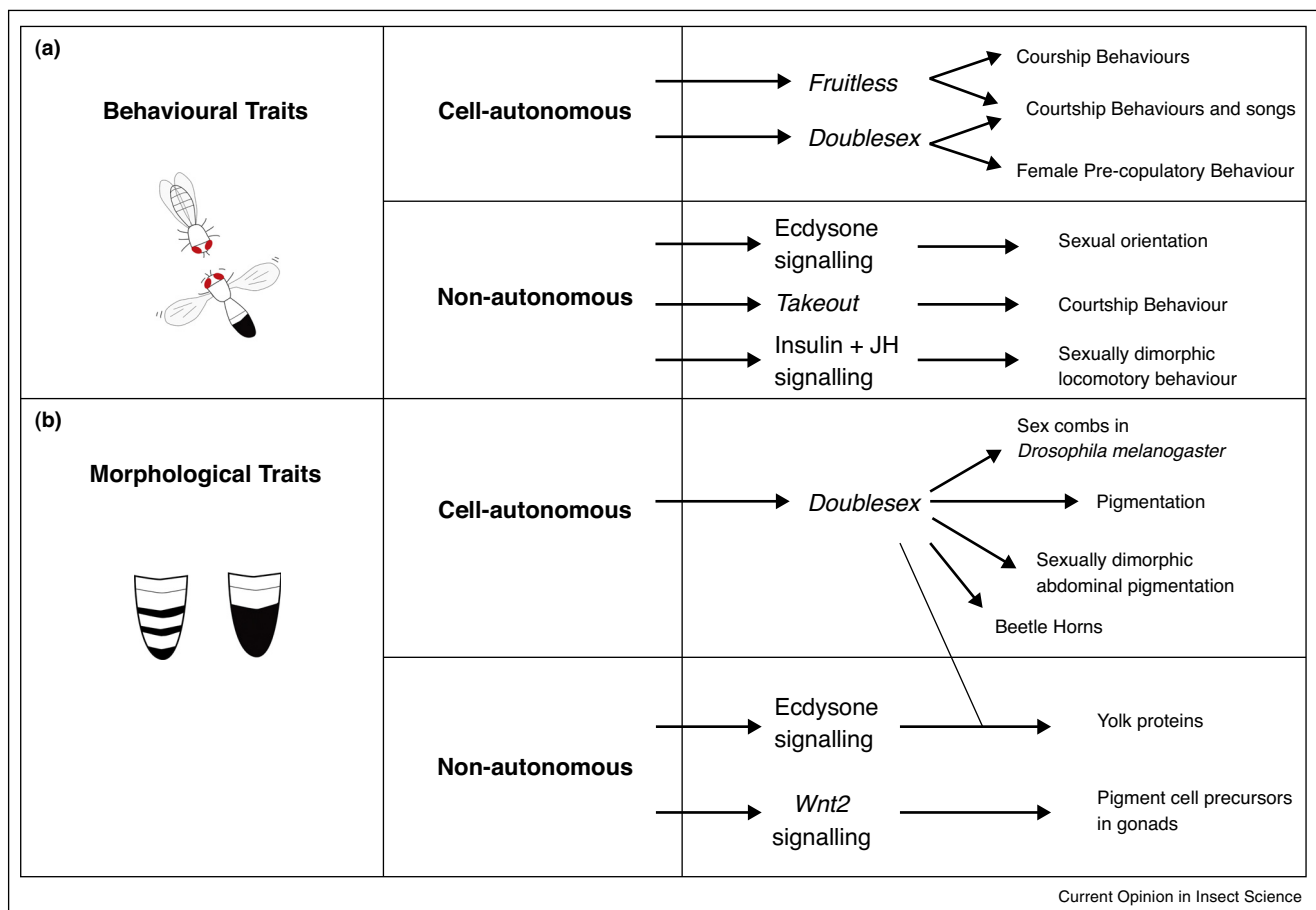 (a)
Behavioural Traits
Cell-autonomous
Fruitless
Doublesex
Courship Behaviours
Courtship Behaviours and songs
Female Pre-copulatory Behaviour
Non-autonomous
Ecdysone
signalling
Sexual orientation
Takeout
Courtship Behaviour
Insulin + JH
signalling
Sexually dimorphic
locomotory behaviour
(b)
Morphological Traits
Cell-autonomous
Doublesex
Sex combs in
Drosophila melanogaster
Pigmentation
Sexually dimorphic
abdominal pigmentation
Beetle Horns
Non-autonomous
Ecdysone
signalling
Yolk proteins
Wnt2
signalling
Pigment cell precursors
in gonads
Current Opinion in Insect Science